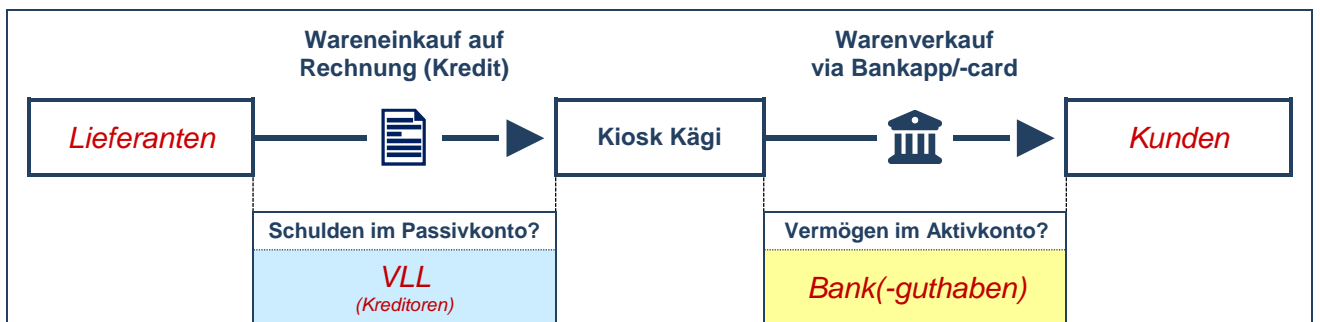 Wareneinkauf auf
Rechnung (Kredit)
Warenverkauf
via Bankapp/-card
Lieferanten
Kiosk Kägi
Kunden
Schulden im Passivkonto?
Vermögen im Aktivkonto?
VLL
(Kreditoren)
Bank(-guthaben)